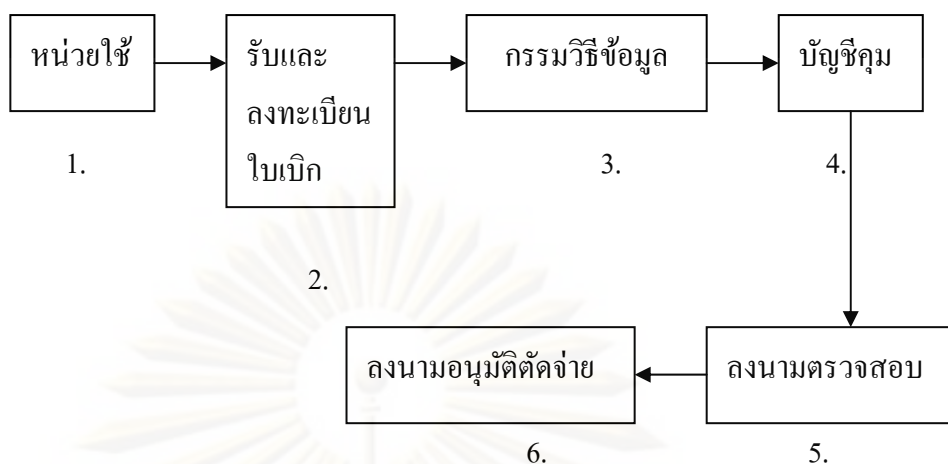 หน่วยใช้
1.
รับและ
ลงทะเบียน
ใบเบิก
2.
กรรมวิธีข้อมูล
3.
บัญชีคุม
4.
ลงนามตรวจสอบ
5.
ลงนามอนุมัติตัดจ่าย
6.